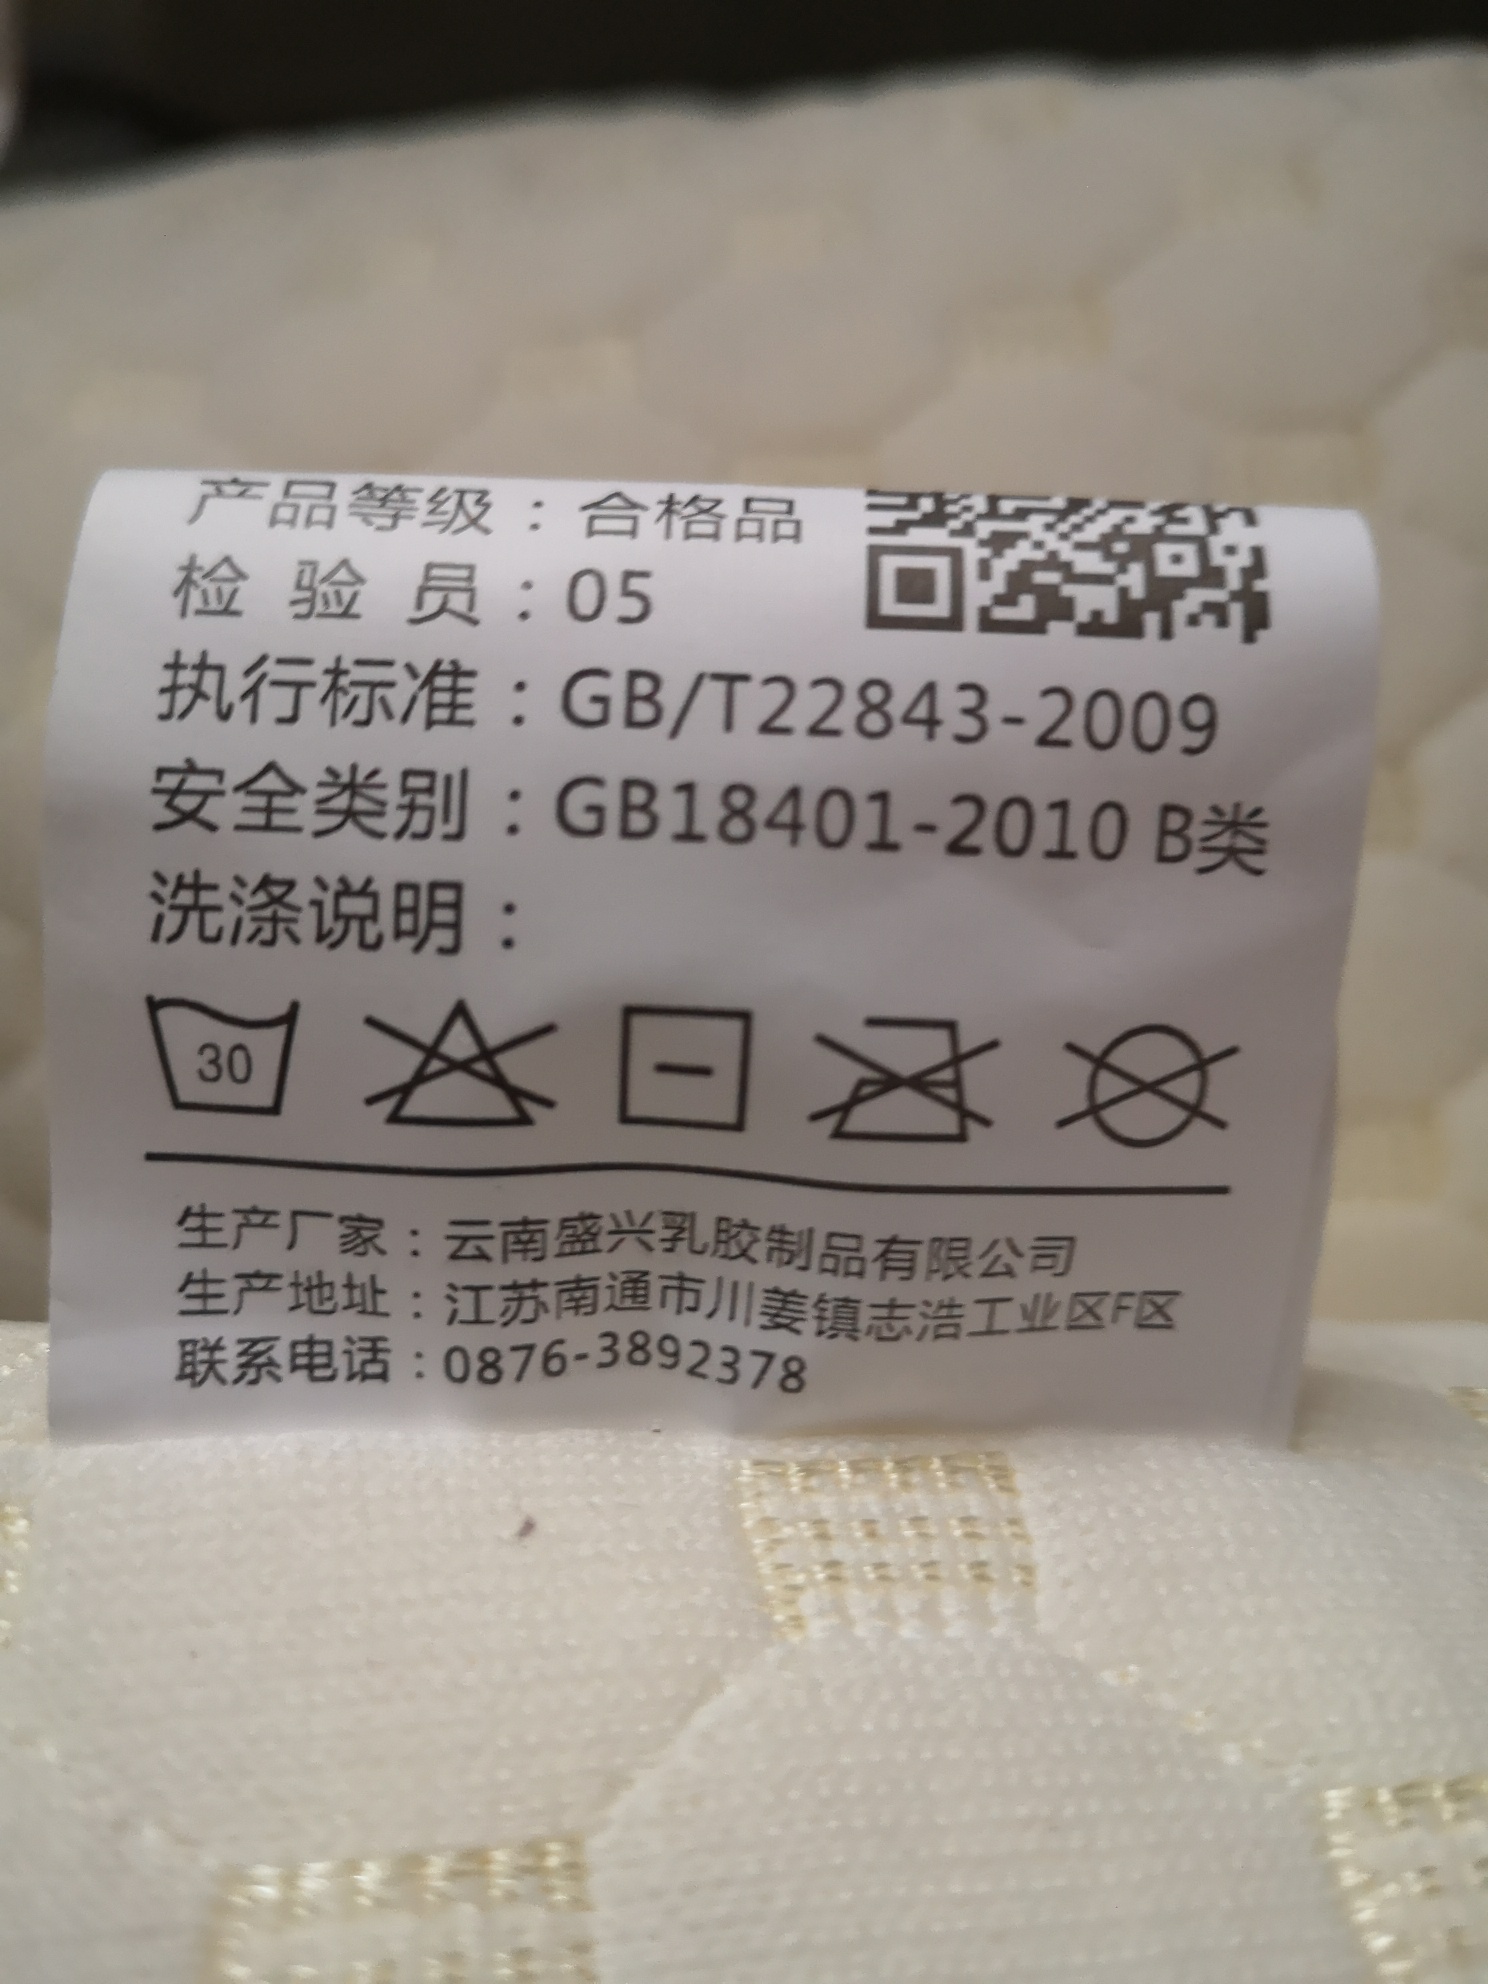 产品等级：合格品
检 验 员：05
执行标准：GB/T22843-2009
安全类别：GB18401-2010 B类
洗涤说明：
30
生产厂家：云南盛兴乳胶制品有限公司
生产地址：江苏南通市川姜镇志浩工业区F区
联系电话：0876-3892378